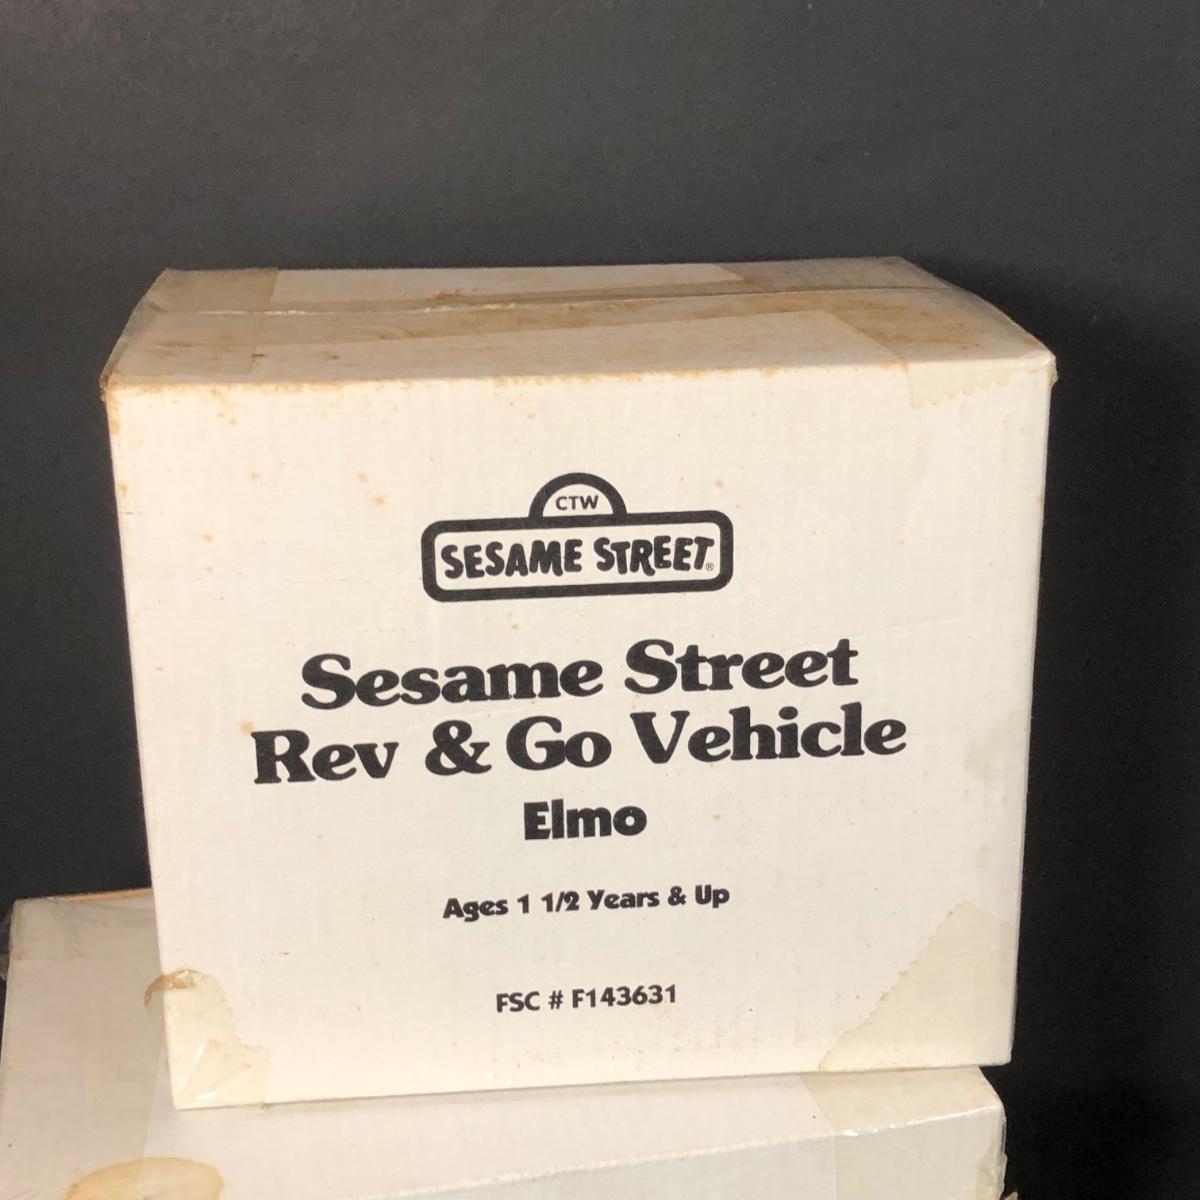 CTW
SESAME STREET®
Sesame Street
Rev & Go Vehicle
Elmo
Ages 1 1/2 Years & Up
FSC # F143631